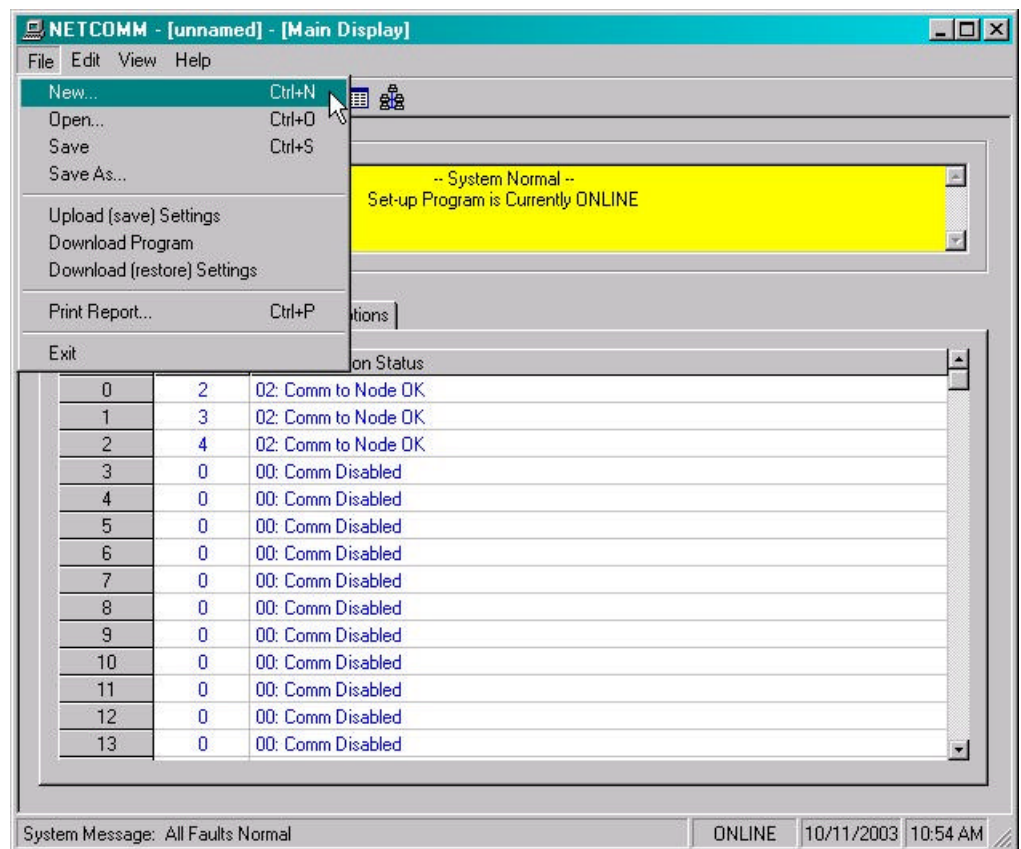 NETCOMM - [unnamed] - [Main Display]
File Edit View Help
New... Ctrl+N
Open... Ctrl+O
Save Ctrl+S
Save As...
Upload (save) Settings
Download Program
Download (restore) Settings
Print Report... Ctrl+P
Exit
-- System Normal --
Set-up Program is Currently ONLINE
Status
0 2 02: Comm to Node OK
1 3 02: Comm to Node OK
2 4 02: Comm to Node OK
3 0 00: Comm Disabled
4 0 00: Comm Disabled
5 0 00: Comm Disabled
6 0 00: Comm Disabled
7 0 00: Comm Disabled
8 0 00: Comm Disabled
9 0 00: Comm Disabled
10 0 00: Comm Disabled
11 0 00: Comm Disabled
12 0 00: Comm Disabled
13 0 00: Comm Disabled
System Message: All Faults Normal ONLINE 10/11/2003 10:54 AM